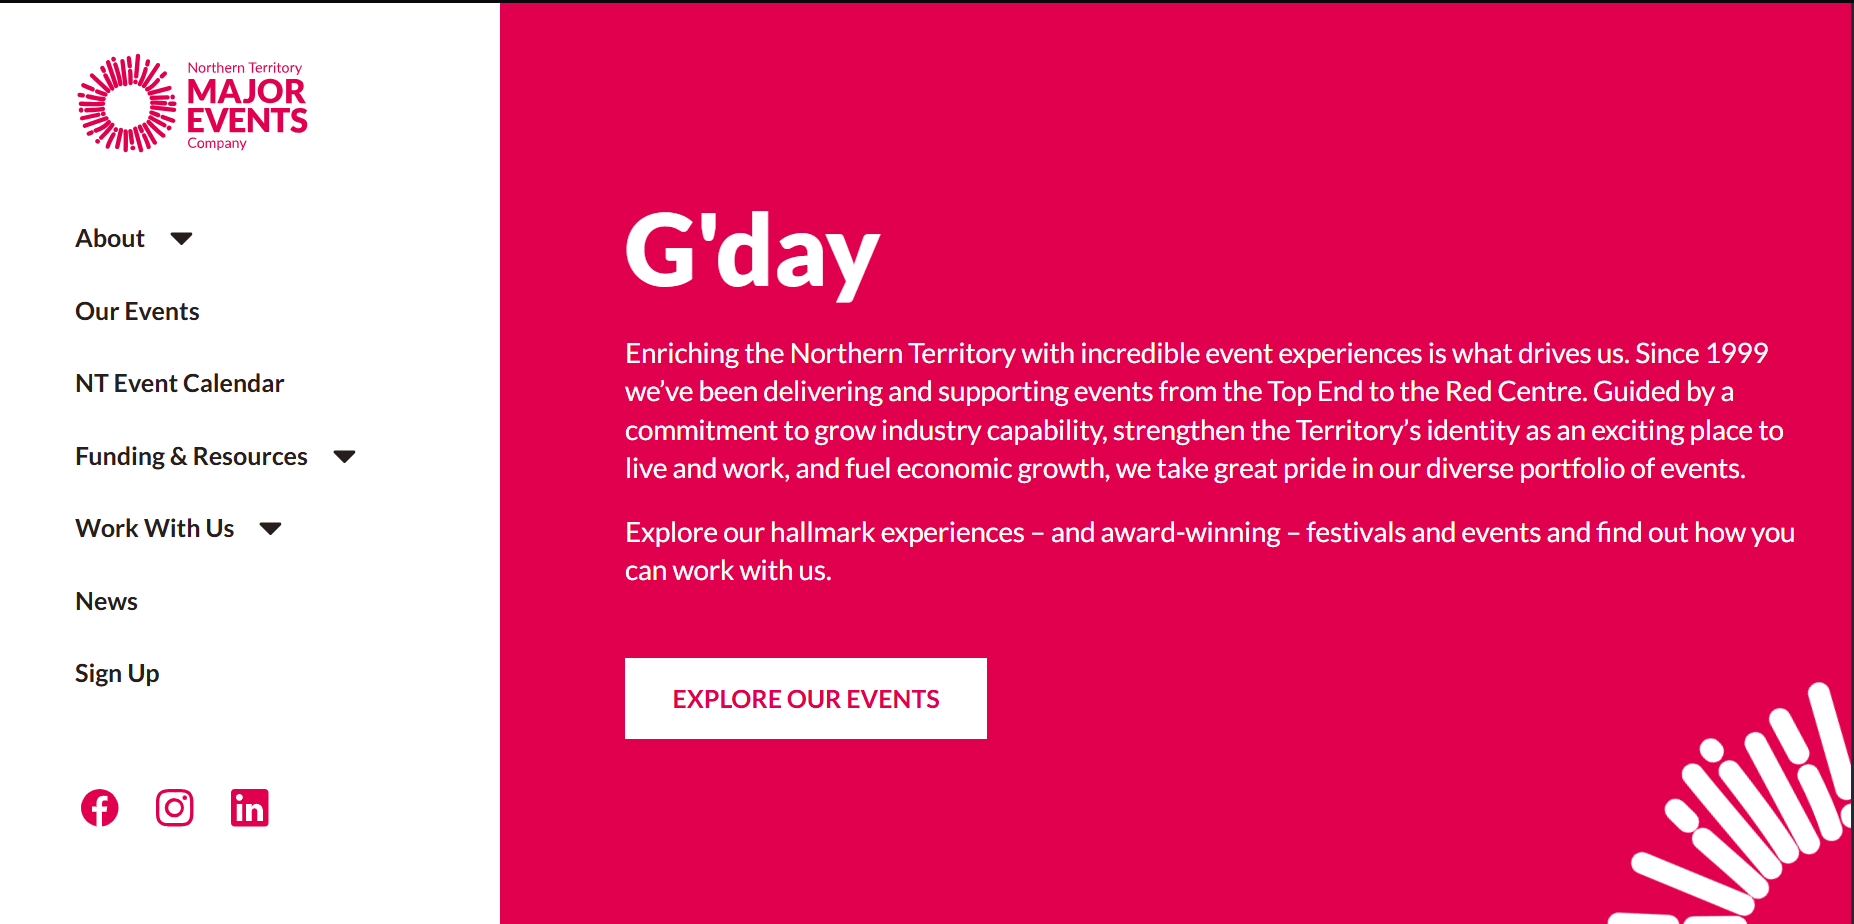 Northern Territory
MAJOR
EVENTS
Company
About
Our Events
NT Event Calendar
Funding & Resources
Work With Us
News
Sign Up
G'day
Enriching the Northern Territory with incredible event experiences is what drives us. Since 1999
we’ve been delivering and supporting events from the Top End to the Red Centre. Guided by a
commitment to grow industry capability, strengthen the Territory’s identity as an exciting place to
live and work, and fuel economic growth, we take great pride in our diverse portfolio of events.
Explore our hallmark experiences – and award-winning – festivals and events and find out how you
can work with us.
EXPLORE OUR EVENTS